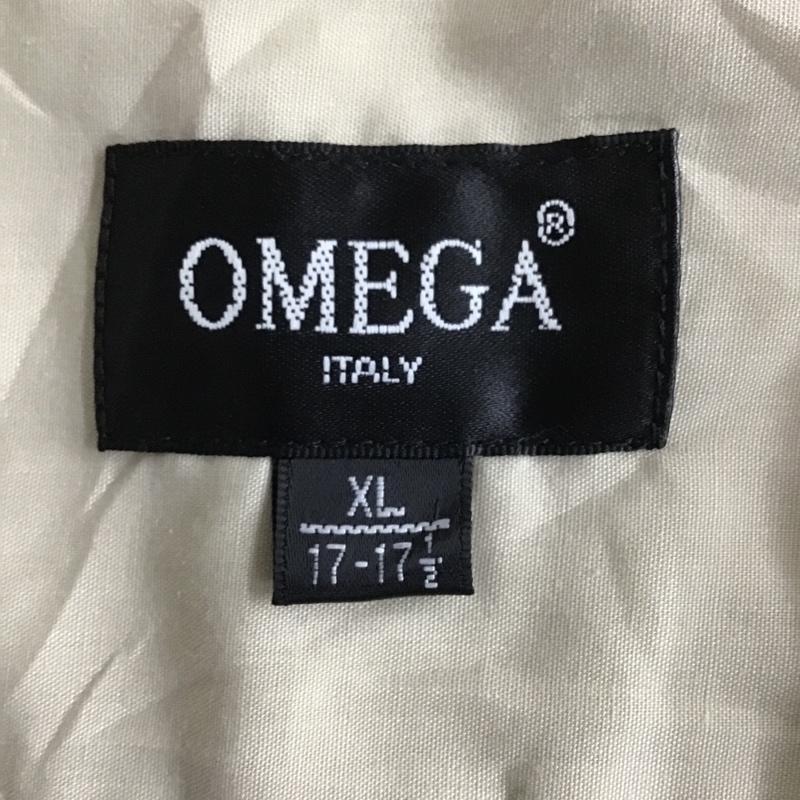 OMEGA®
ITALY
XL
17-17½